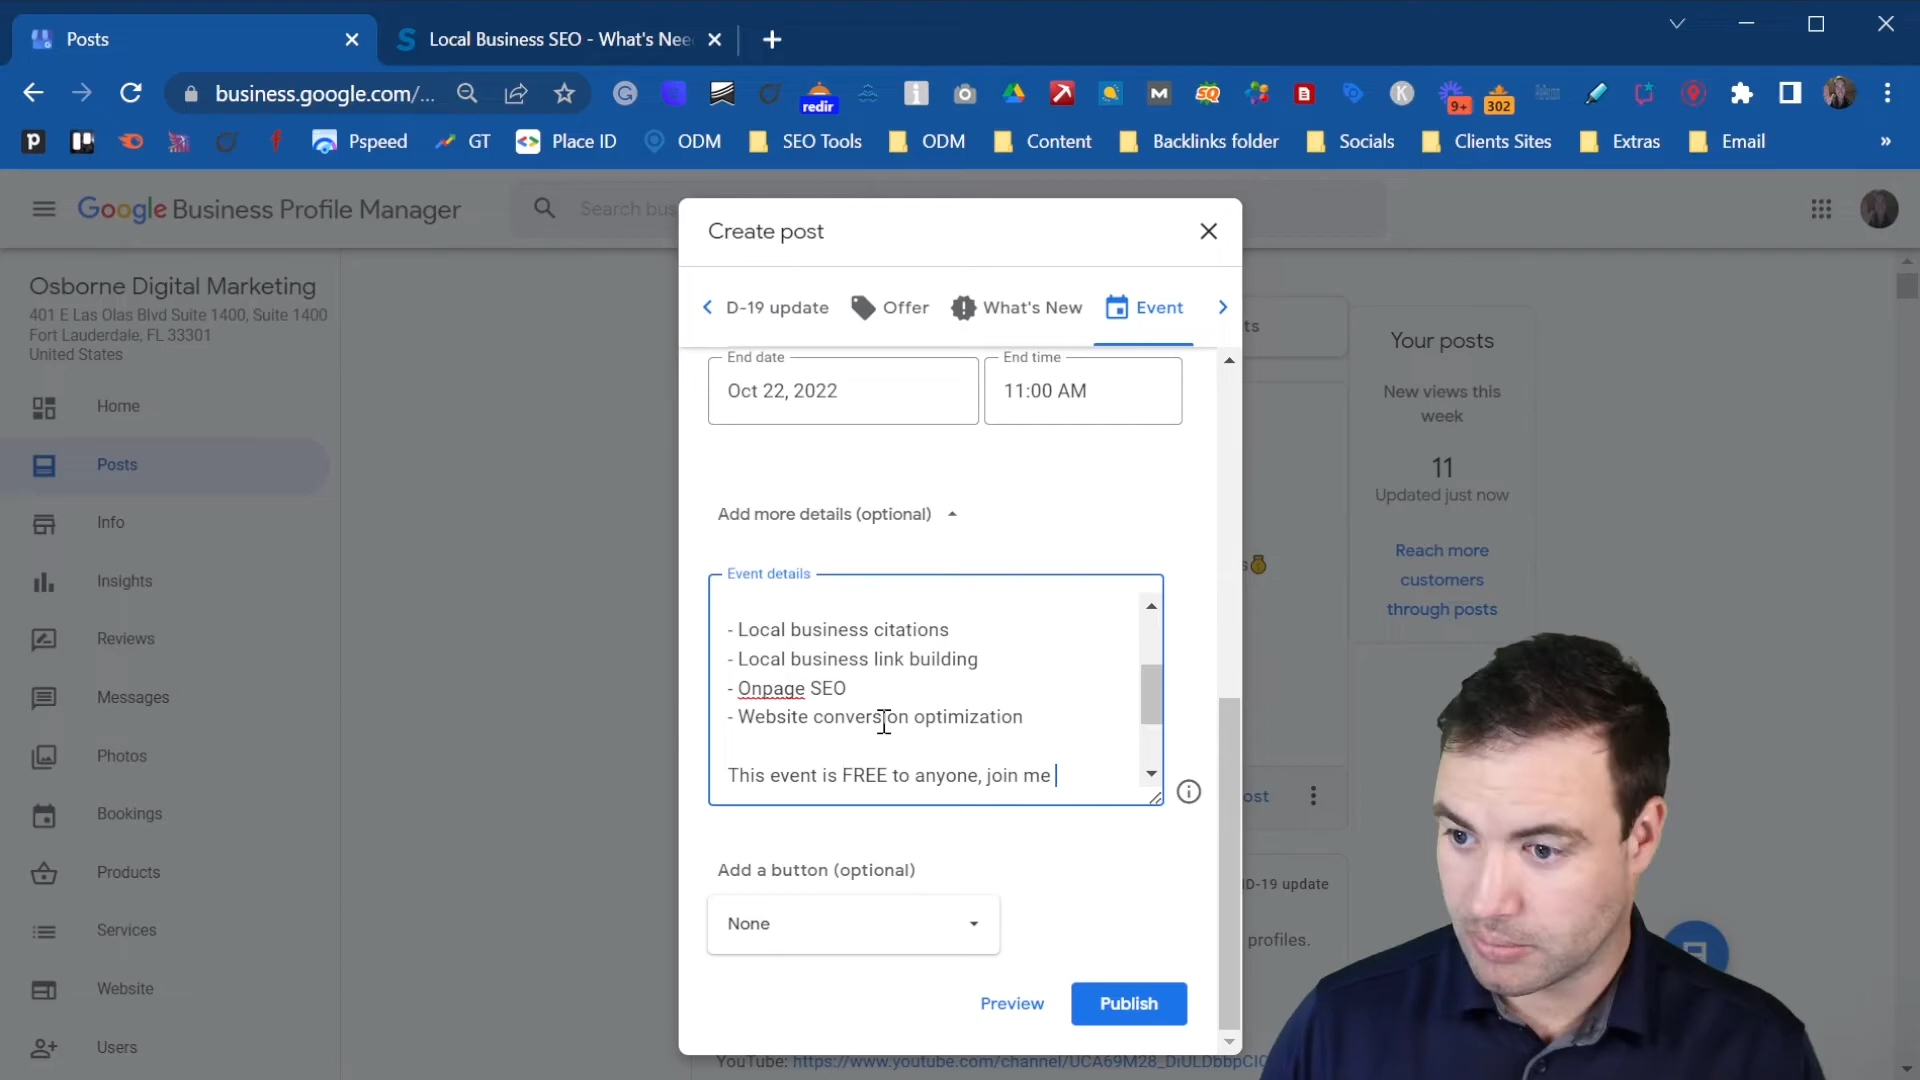 Posts
Local Business SEO - What's Nee
business.google.com/...
redir
9+
302
Pspeed
GT
Place ID
ODM
SEO Tools
ODM
Content
Backlinks folder
Socials
Clients Sites
Extras
Email
»
Google Business Profile Manager
Search bus
Osborne Digital Marketing
401 E Las Olas Blvd Suite 1400, Suite 1400
Fort Lauderdale, FL 33301
United States
Home
Posts
Info
Insights
Reviews
Messages
Photos
Bookings
Products
Services
Website
Users
Create post
D-19 update
Offer
What's New
Event
End date
Oct 22, 2022
End time
11:00 AM
Add more details (optional)
Event details
- Local business citations
- Local business link building
- Onpage SEO
- Website conversion optimization
This event is FREE to anyone, join me
Add a button (optional)
None
Preview
Publish
ts
Your posts
New views this
week
11
Updated just now
Reach more
customers
through posts
s
ost
ID-19 update
profiles.